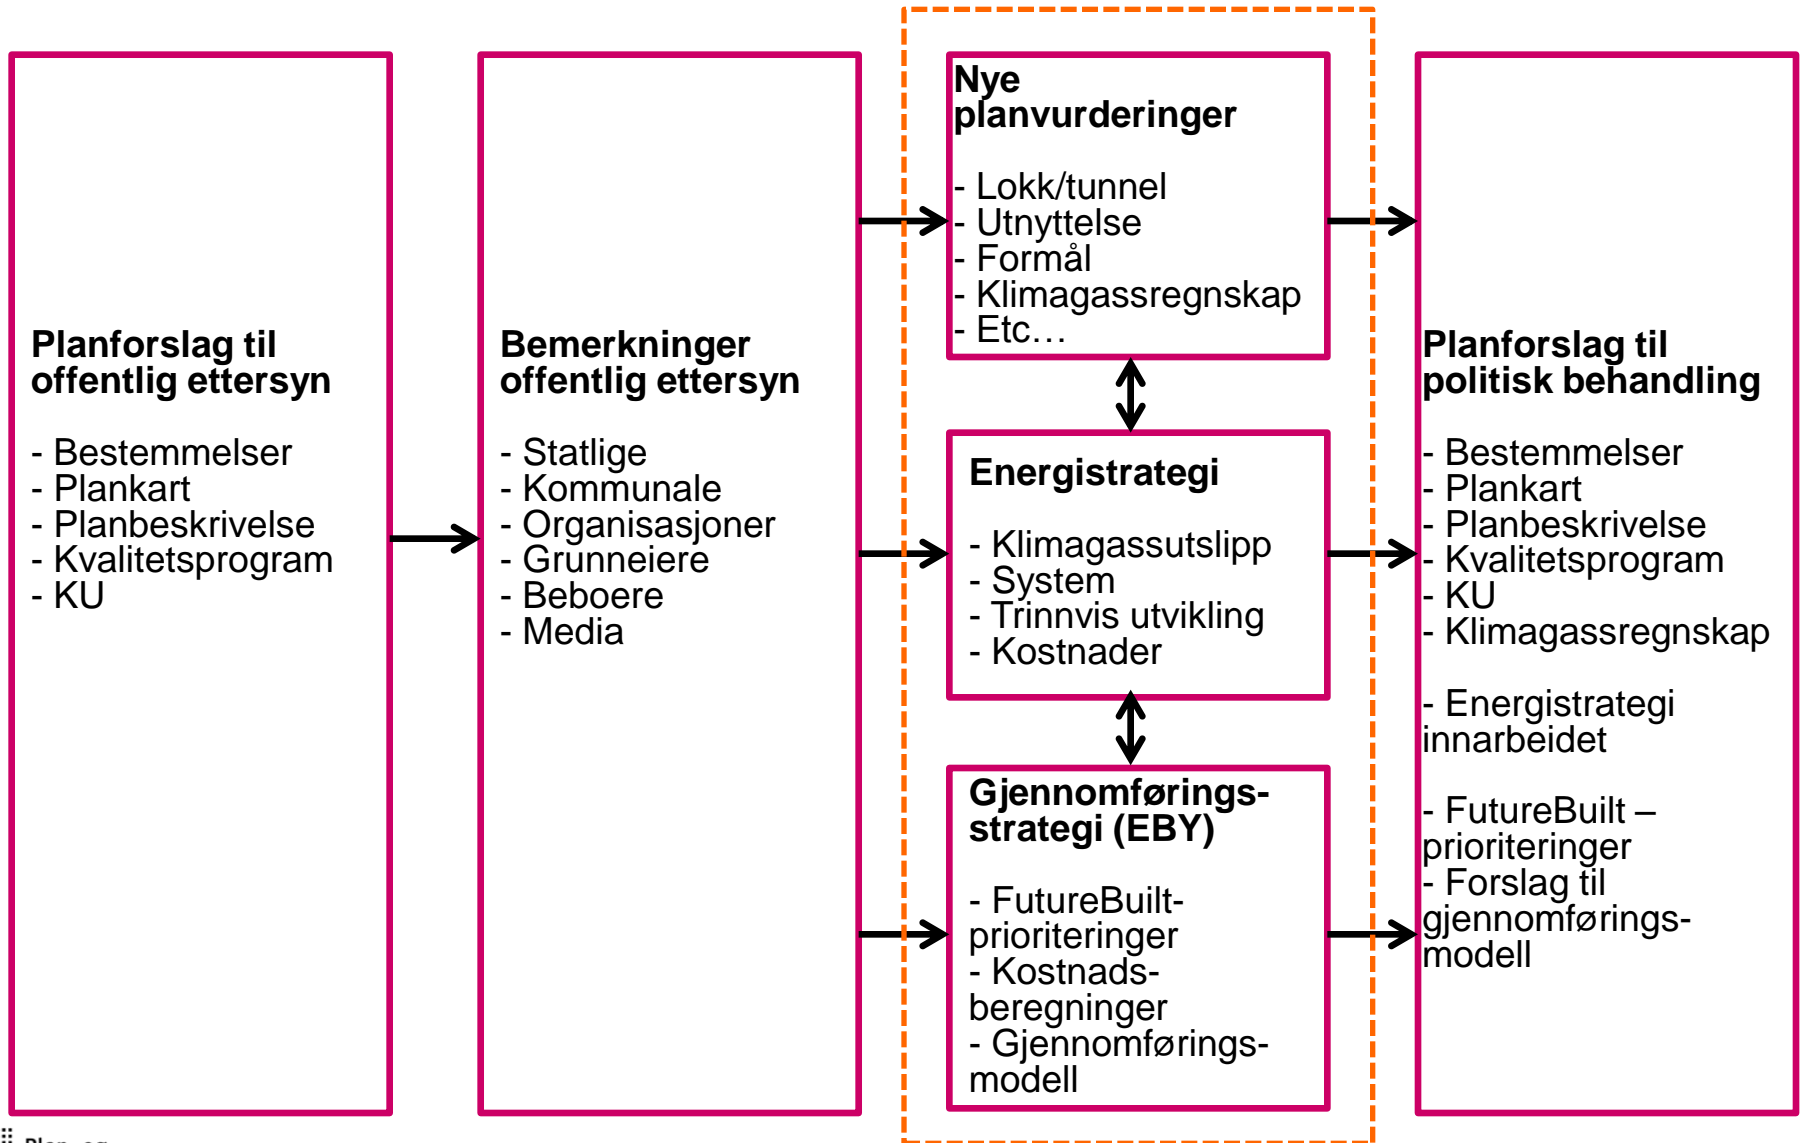 Planforslag til
offentlig ettersyn
- Bestemmelser
- Plankart
- Planbeskrivelse
- Kvalitetsprogram
- KU
Bemerkninger
offentlig ettersyn
- Statlige
- Kommunale
- Organisasjoner
- Grunneiere
- Beboere
- Media
Nye
planvurderinger
- Lokk/tunnel
- Utnyttelse
- Formål
- Klimagassregnskap
- Etc…
Energistrategi
- Klimagassutslipp
- System
- Trinnvis utvikling
- Kostnader
Gjennomførings-
strategi (EBY)
- FutureBuilt-
prioriteringer
- Kostnads-
beregninger
- Gjennomførings-
modell
Planforslag til
politisk behandling
- Bestemmelser
- Plankart
- Planbeskrivelse
- Kvalitetsprogram
- KU
- Klimagassregnskap
- Energistrategi
innarbeidet
- FutureBuilt –
prioriteringer
- Forslag til
gjennomførings-
modell